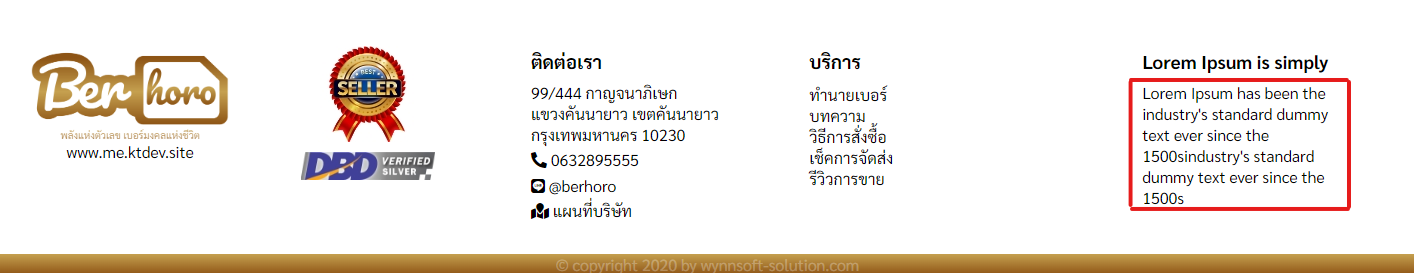 Ber horo
พลังแห่งตัวเลข เบอร์มงคลแห่งชีวิต
www.me.ktdev.site
BEST
SELLER
DBD VERIFIED
SILVER
ติดต่อเรา
99/444 กาญจนาภิเษก
แขวงคันนายาว เขตคันนายาว
กรุงเทพมหานคร 10230
0632895555
@berhoro
แผนที่บริษัท
บริการ
ทำนายเบอร์
บทความ
วิธีการสั่งซื้อ
เช็คการจัดส่ง
รีวิวการขาย
Lorem Ipsum is simply
Lorem Ipsum has been the
industry's standard dummy
text ever since the
1500sindustry's standard
dummy text ever since the
1500s
© copyright 2020 by wynnsoft-solution.com